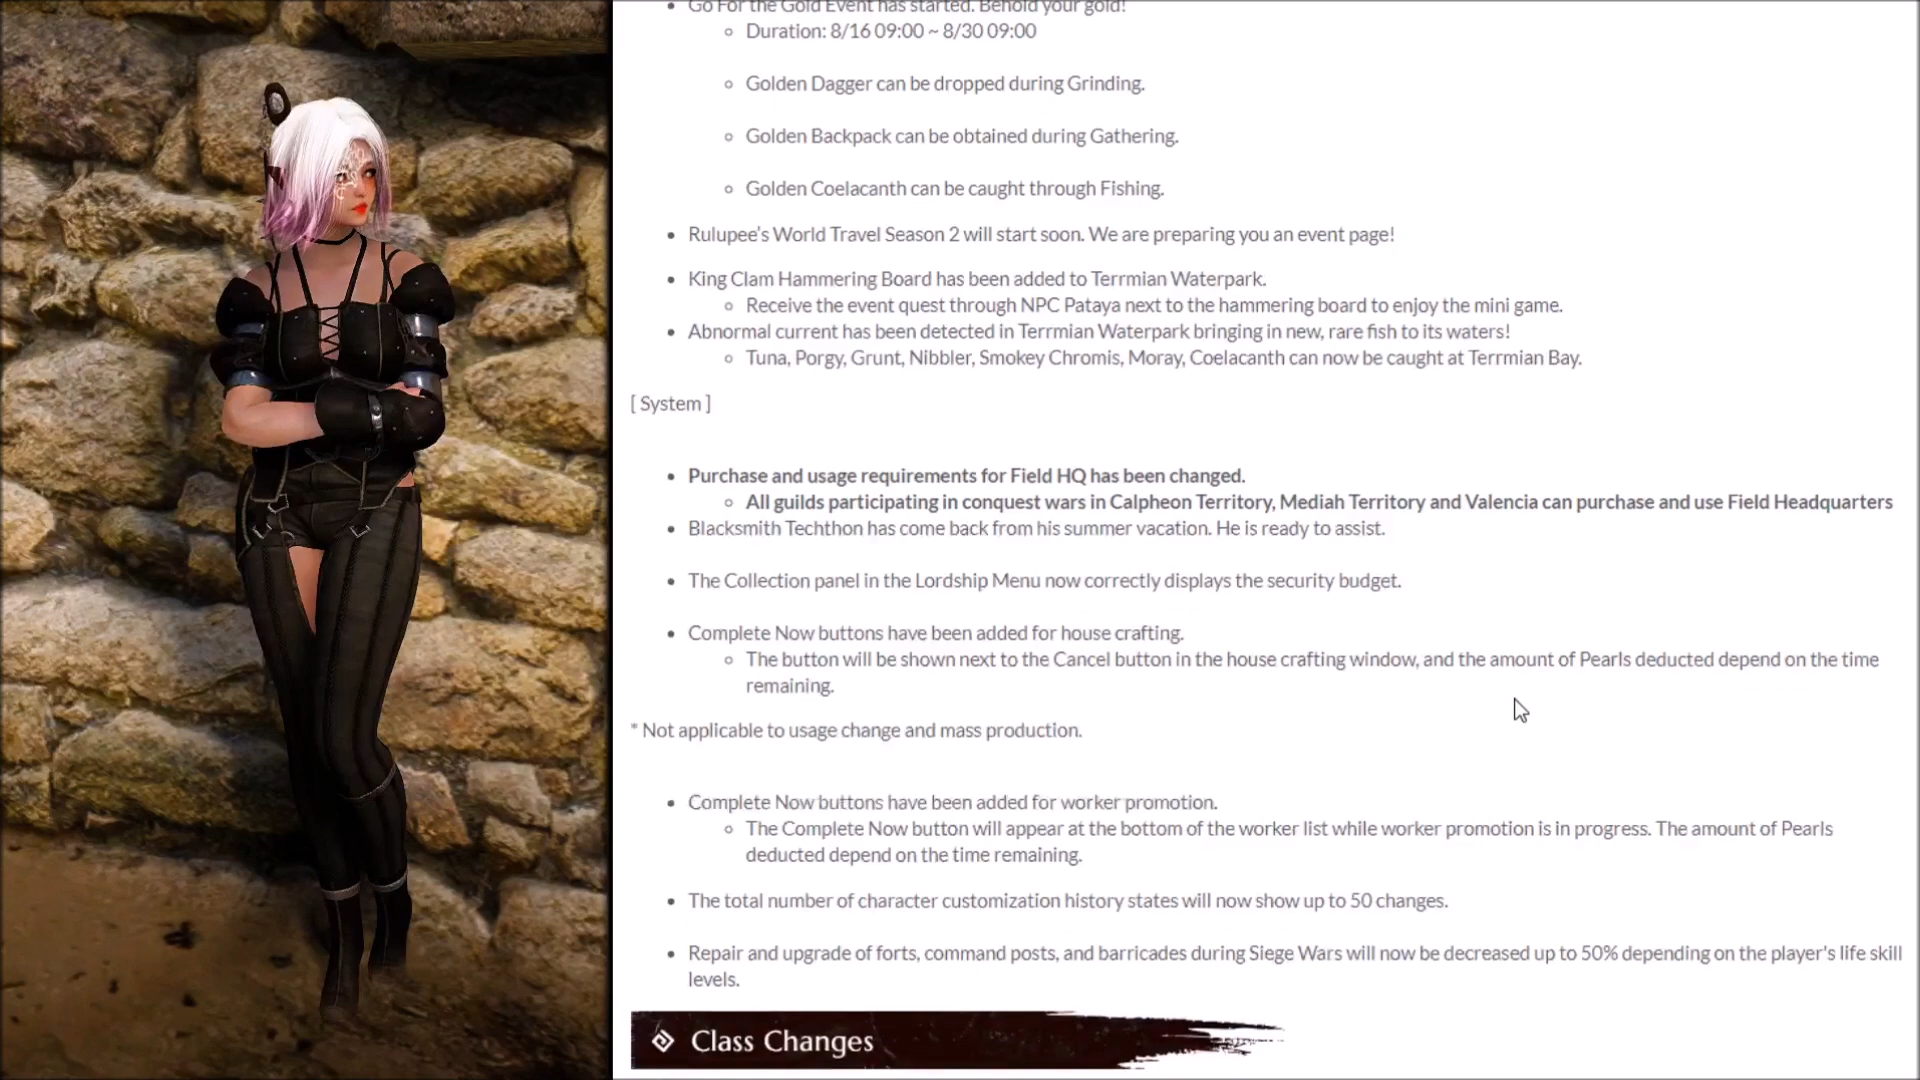 Go For the Gold Event has started. Behold your gold!
Duration: 8/16 09:00 ~ 8/30 09:00
Golden Dagger can be dropped during Grinding.
Golden Backpack can be obtained during Gathering.
Golden Coelacanth can be caught through Fishing.
Rulupee's World Travel Season 2 will start soon. We are preparing you an event page!
King Clam Hammering Board has been added to Terrmian Waterpark.
Receive the event quest through NPC Pataya next to the hammering board to enjoy the mini game.
Abnormal current has been detected in Terrmian Waterpark bringing in new, rare fish to its waters!
Tuna, Porgy, Grunt, Nibbler, Smokey Chromis, Moray, Coelacanth can now be caught at Terrmian Bay.
[ System ]
Purchase and usage requirements for Field HQ has been changed.
All guilds participating in conquest wars in Calpheon Territory, Mediah Territory and Valencia can purchase and use Field Headquarters
Blacksmith Techthon has come back from his summer vacation. He is ready to assist.
The Collection panel in the Lordship Menu now correctly displays the security budget.
Complete Now buttons have been added for house crafting.
The button will be shown next to the Cancel button in the house crafting window, and the amount of Pearls deducted depend on the time
remaining.
* Not applicable to usage change and mass production.
Complete Now buttons have been added for worker promotion.
The Complete Now button will appear at the bottom of the worker list while worker promotion is in progress. The amount of Pearls
deducted depend on the time remaining.
The total number of character customization history states will now show up to 50 changes.
Repair and upgrade of forts, command posts, and barricades during Siege Wars will now be decreased up to 50% depending on the player's life skill
levels.
Class Changes